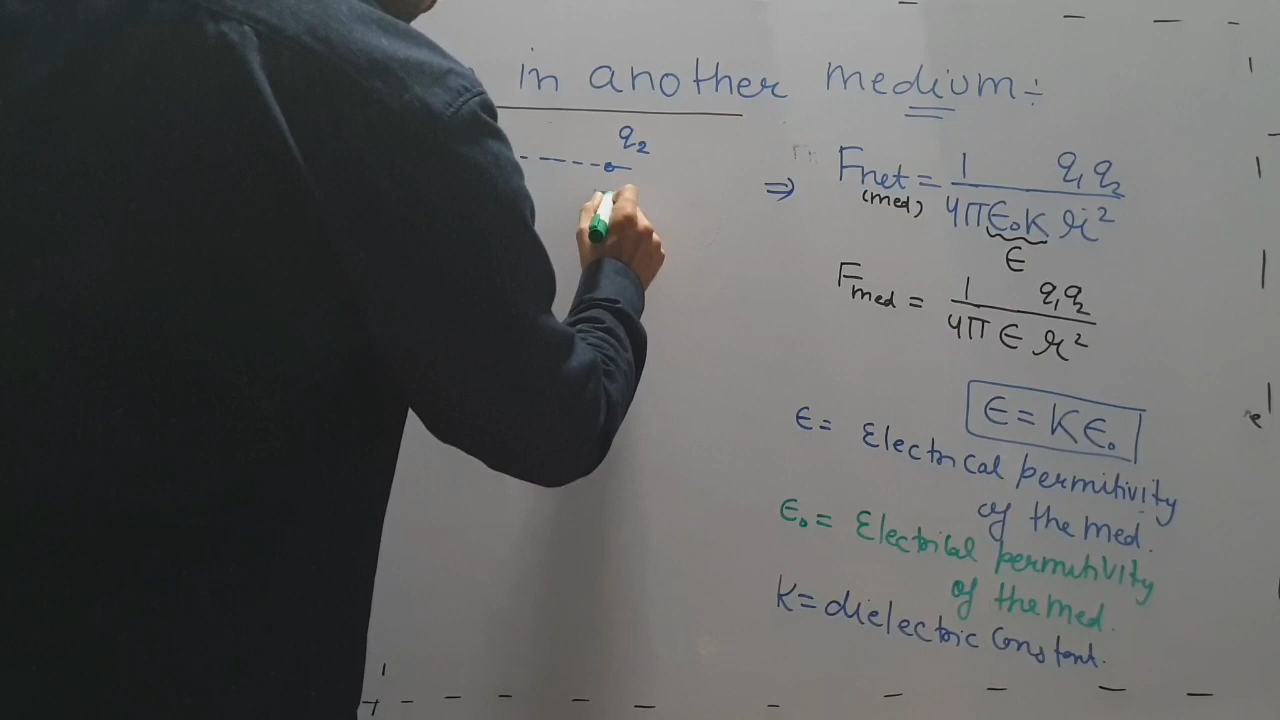 in another medium :-
q₂
⇒ Fnet = 1/4πϵ₀K q₁q₂/r²
(med)
ϵ
Fmed = 1/4πϵ q₁q₂/r²
ϵ = Kϵ₀
ϵ = Electrical permitivity
of the med.
ϵ₀ = Electrical permitivity
of the med.
K = dielectric constant.